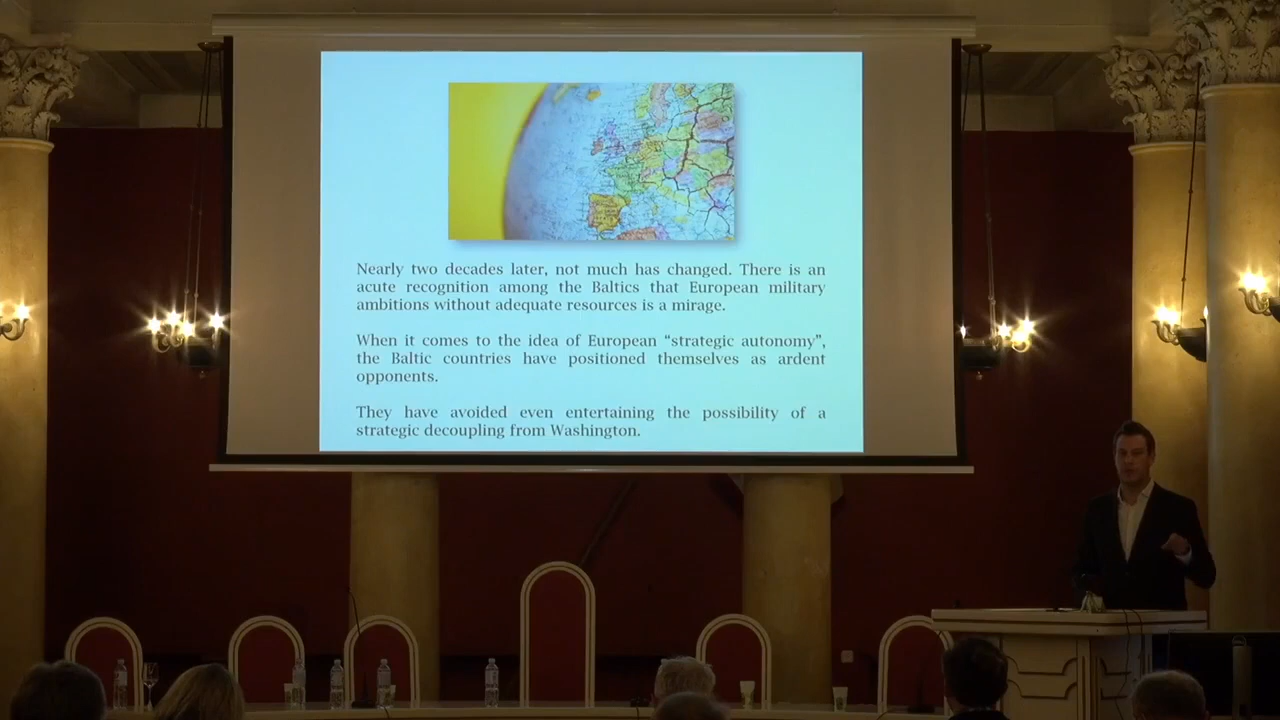 Nearly two decades later, not much has changed. There is an
acute recognition among the Baltics that European military
ambitions without adequate resources is a mirage.
When it comes to the idea of European “strategic autonomy”,
the Baltic countries have positioned themselves as ardent
opponents.
They have avoided even entertaining the possibility of a
strategic decoupling from Washington.